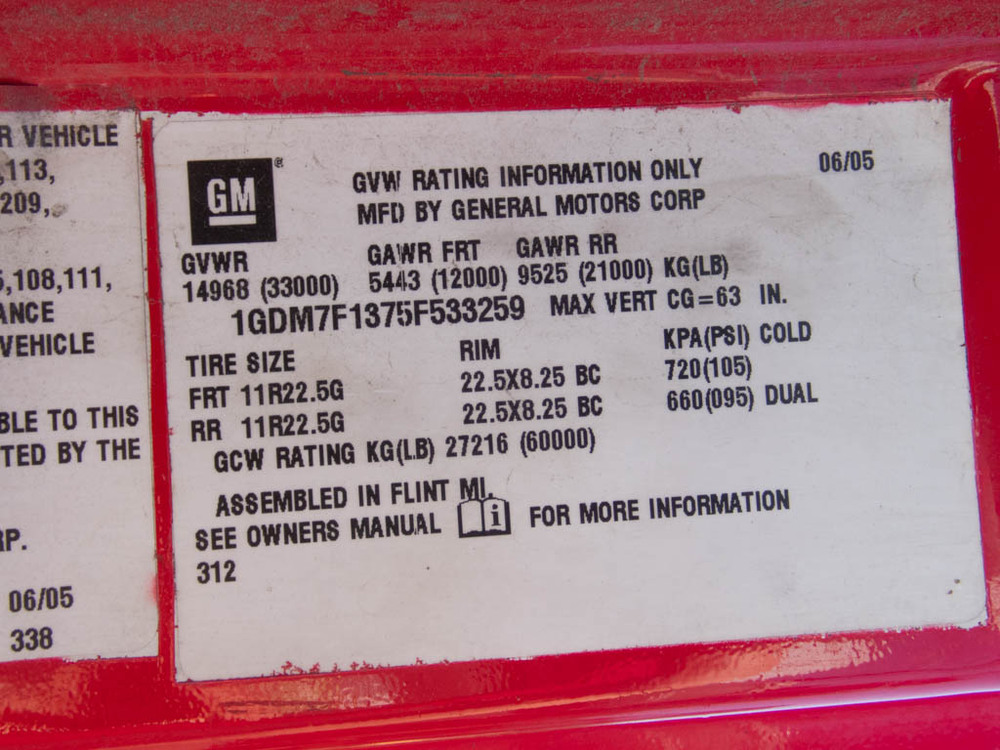 R VEHICLE
,113,
209,
,108,111,
ANCE
VEHICLE
BLE TO THIS
TED BY THE
RP.
06/05
338
GM®
GVW RATING INFORMATION ONLY 06/05
MFD BY GENERAL MOTORS CORP
GVWR GAWR FRT GAWR RR
14968 (33000) 5443 (12000) 9525 (21000) KG(LB)
1GDM7F1375F533259 MAX VERT CG=63 IN.
TIRE SIZE RIM KPA(PSI) COLD
FRT 11R22.5G 22.5X8.25 BC 720(105)
RR 11R22.5G 22.5X8.25 BC 660(095) DUAL
GCW RATING KG(LB) 27216 (60000)
ASSEMBLED IN FLINT MI.
SEE OWNERS MANUAL i FOR MORE INFORMATION
312